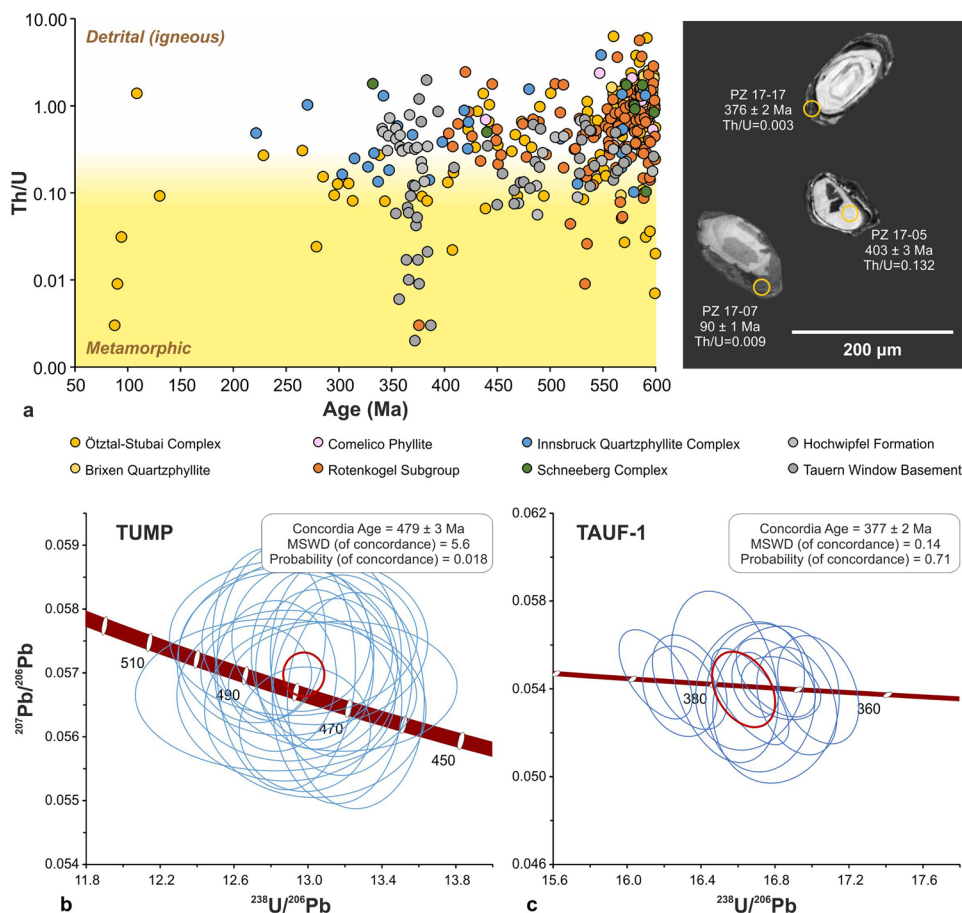 10.00
1.00
0.10
0.01
0.00
Th/U
Detrital (igneous)
Metamorphic
50 100 150 200 250 300 350 400 450 500 550 600
Age (Ma)
a
PZ 17-17
376 ± 2 Ma
Th/U=0.003
PZ 17-05
403 ± 3 Ma
Th/U=0.132
PZ 17-07
90 ± 1 Ma
Th/U=0.009
200 µm
Ötztal-Stubai Complex
Comelico Phyllite
Innsbruck Quartzphyllite Complex
Hochwipfel Formation
Brixen Quartzphyllite
Rotenkogel Subgroup
Schneeberg Complex
Tauern Window Basement
TUMP
Concordia Age = 479 ± 3 Ma
MSWD (of concordance) = 5.6
Probability (of concordance) = 0.018
0.059
0.058
0.057
0.056
0.055
0.054
²⁰⁷Pb/²⁰⁶Pb
510
490
470
450
11.8 12.2 12.6 13.0 13.4 13.8
b
²³⁸U/²⁰⁶Pb
TAUF-1
Concordia Age = 377 ± 2 Ma
MSWD (of concordance) = 0.14
Probability (of concordance) = 0.71
0.062
0.058
0.054
0.050
0.046
380
360
15.6 16.0 16.4 16.8 17.2 17.6
c
²³⁸U/²⁰⁶Pb